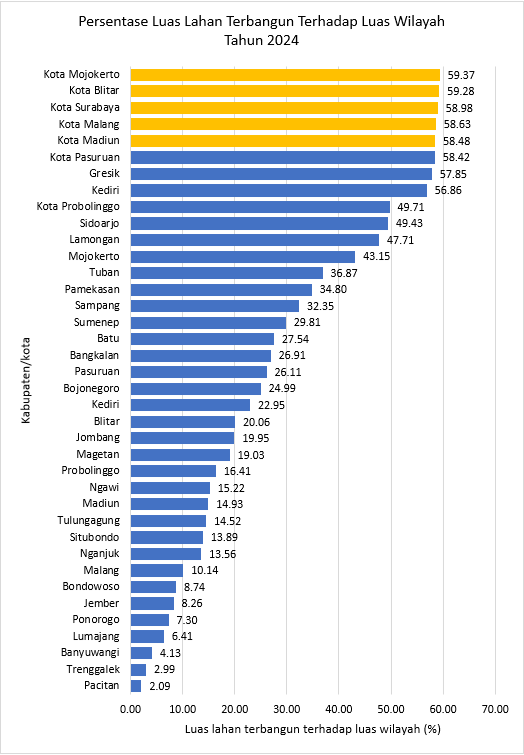 Persentase Luas Lahan Terbangun Terhadap Luas Wilayah
Tahun 2024
Kota Mojokerto 59.37
Kota Blitar 59.28
Kota Surabaya 58.98
Kota Malang 58.63
Kota Madiun 58.48
Kota Pasuruan 58.42
Gresik 57.85
Kediri 56.86
Kota Probolinggo 49.71
Sidoarjo 49.43
Lamongan 47.71
Mojokerto 43.15
Tuban 36.87
Pamekasan 34.80
Sampang 32.35
Sumenep 29.81
Batu 27.54
Bangkalan 26.91
Pasuruan 26.11
Bojonegoro 24.99
Kediri 22.95
Blitar 20.06
Jombang 19.95
Magetan 19.03
Probolinggo 16.41
Ngawi 15.22
Madiun 14.93
Tulungagung 14.52
Situbondo 13.89
Nganjuk 13.56
Malang 10.14
Bondowoso 8.74
Jember 8.26
Ponorogo 7.30
Lumajang 6.41
Banyuwangi 4.13
Trenggalek 2.99
Pacitan 2.09
Kabupaten/kota
0.00 10.00 20.00 30.00 40.00 50.00 60.00 70.00
Luas lahan terbangun terhadap luas wilayah (%)